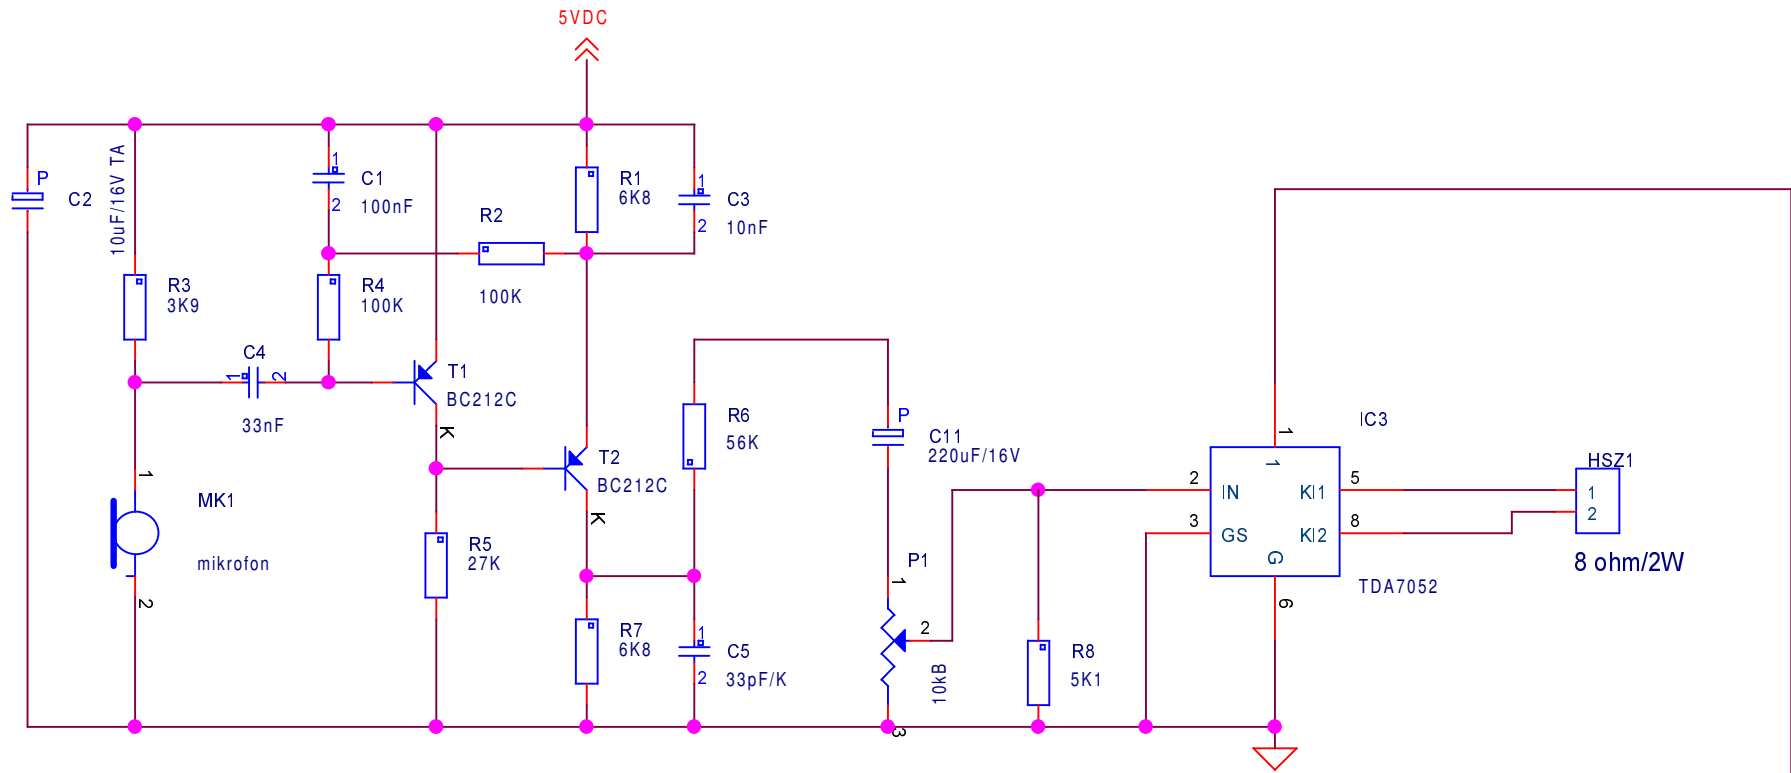 5VDC
P
C2
10uF/16V TA
1
C1
2
100nF
R1
6K8
1
C3
2
10nF
R2
100K
R3
3K9
R4
100K
C4
1
2
33nF
T1
BC212C
K
T2
BC212C
K
R6
56K
P
C11
220uF/16V
1
MK1
mikrofon
2
R5
27K
R7
6K8
1
C5
2
33pF/K
P1
1
2
3
10kB
R8
5K1
IC3
1
1
2
IN
3
GS
KI1
5
KI2
8
G
6
TDA7052
HSZ1
1
2
8 ohm/2W